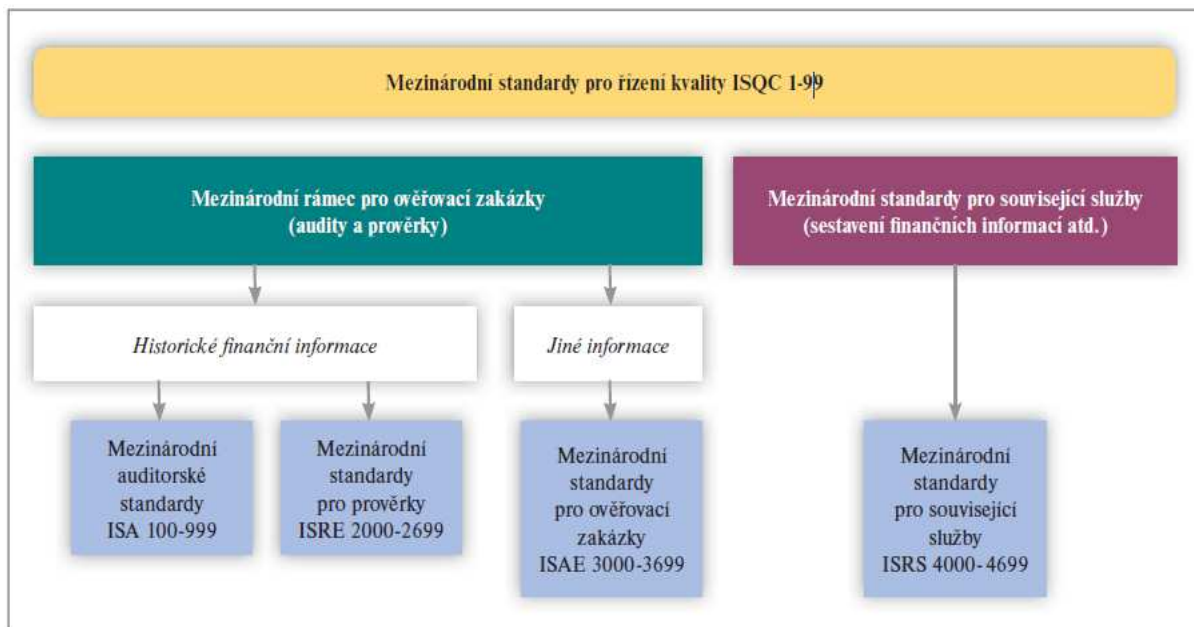 Mezinárodní standardy pro řízení kvality ISQC 1-99
Mezinárodní rámec pro ověřovací zakázky
(audity a prověrky)
Mezinárodní standardy pro související služby
(sestavení finančních informací atd.)
Historické finanční informace
Jiné informace
Mezinárodní
auditorské
standardy
ISA 100-999
Mezinárodní
standardy
pro prověrky
ISRE 2000-2699
Mezinárodní
standardy
pro ověřovací
zakázky
ISAE 3000-3699
Mezinárodní
standardy
pro související
služby
ISRS 4000-4699